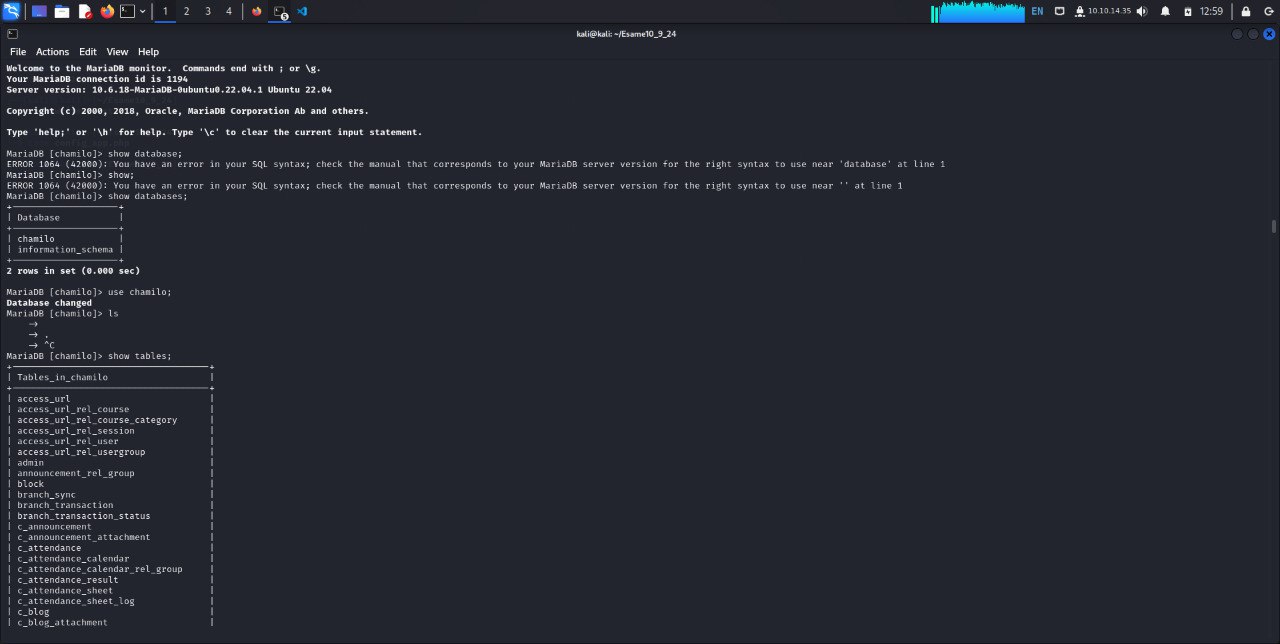 1 2 3 4 5 EN 10.10.14.35 12:59
kali@kali: ~/Esame10_9_24
File Actions Edit View Help
Welcome to the MariaDB monitor.  Commands end with ; or \g.
Your MariaDB connection id is 1194
Server version: 10.6.18-MariaDB-0ubuntu0.22.04.1 Ubuntu 22.04
Copyright (c) 2000, 2018, Oracle, MariaDB Corporation Ab and others.
Type 'help;' or '\h' for help. Type '\c' to clear the current input statement.
MariaDB [chamilo]> show database;
ERROR 1064 (42000): You have an error in your SQL syntax; check the manual that corresponds to your MariaDB server version for the right syntax to use near 'database' at line 1
MariaDB [chamilo]> show;
ERROR 1064 (42000): You have an error in your SQL syntax; check the manual that corresponds to your MariaDB server version for the right syntax to use near '' at line 1
MariaDB [chamilo]> show databases;
+--------------------+
| Database           |
+--------------------+
| chamilo            |
| information_schema |
+--------------------+
2 rows in set (0.000 sec)
MariaDB [chamilo]> use chamilo;
Database changed
MariaDB [chamilo]> ls
    ->
    -> .
    -> ^C
MariaDB [chamilo]> show tables;
+-------------------------------------+
| Tables_in_chamilo                   |
+-------------------------------------+
| access_url                          |
| access_url_rel_course               |
| access_url_rel_course_category      |
| access_url_rel_session              |
| access_url_rel_user                 |
| access_url_rel_usergroup            |
| admin                               |
| announcement_rel_group              |
| block                               |
| branch_sync                         |
| branch_transaction                  |
| branch_transaction_status           |
| c_announcement                      |
| c_announcement_attachment           |
| c_attendance                        |
| c_attendance_calendar               |
| c_attendance_calendar_rel_group     |
| c_attendance_result                 |
| c_attendance_sheet                  |
| c_attendance_sheet_log              |
| c_blog                              |
| c_blog_attachment                   |